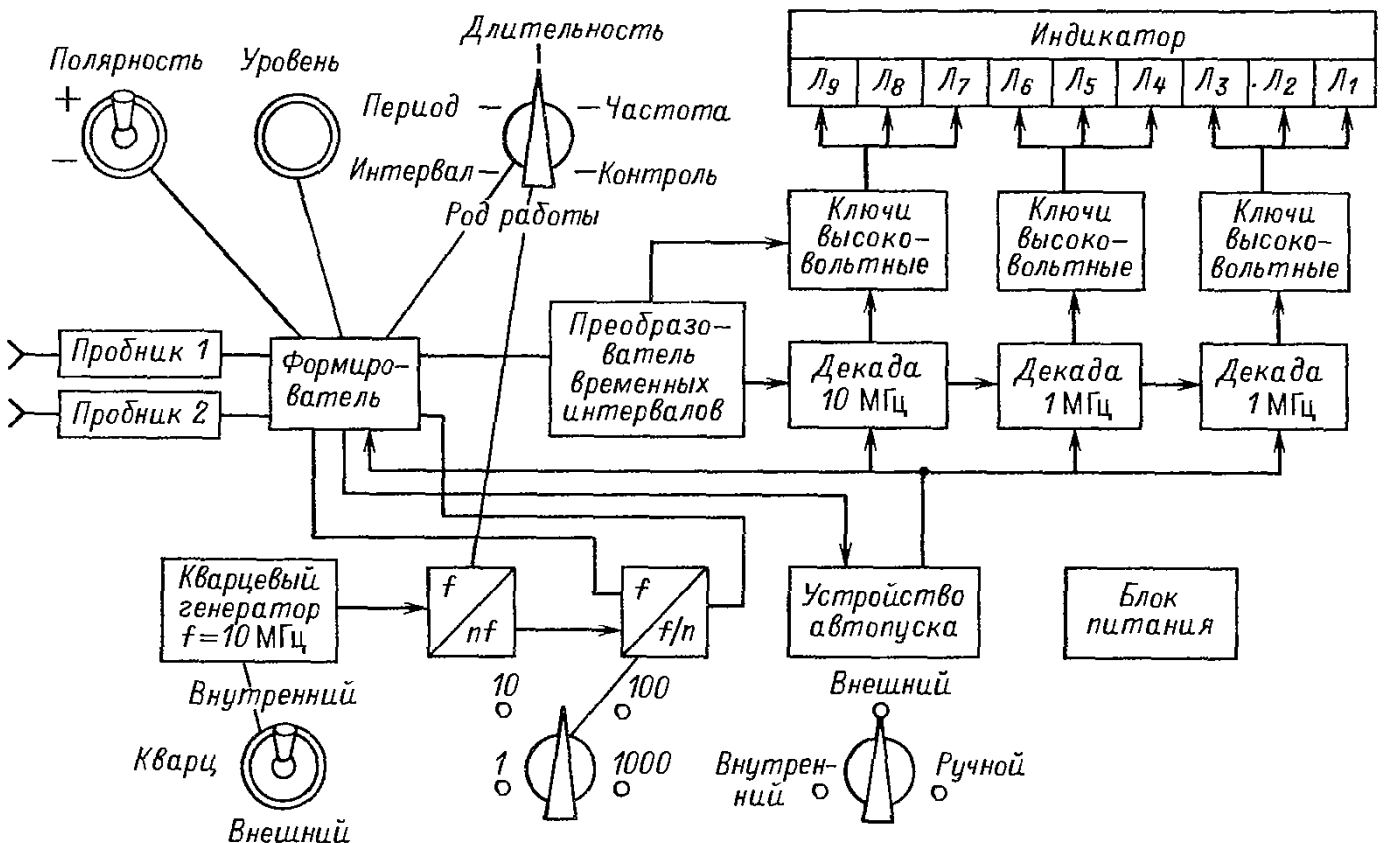 Полярность
+
−
Уровень
Длительность
Период
Частота
Интервал
Контроль
Род работы
Индикатор
Л9 Л8 Л7 Л6 Л5 Л4 Л3 Л2 Л1
Ключи
высоко-
вольтные
Ключи
высоко-
вольтные
Ключи
высоко-
вольтные
Пробник 1
Пробник 2
Формиро-
ватель
Преобразо-
ватель
временных
интервалов
Декада
10 МГц
Декада
1 МГц
Декада
1 МГц
Кварцевый
генератор
f=10 МГц
f
nf
f
f/n
Устройство
автопуска
Блок
питания
Внутренний
Кварц
Внешний
10
100
1
1000
Внешний
Внутрен-
ний
Ручной